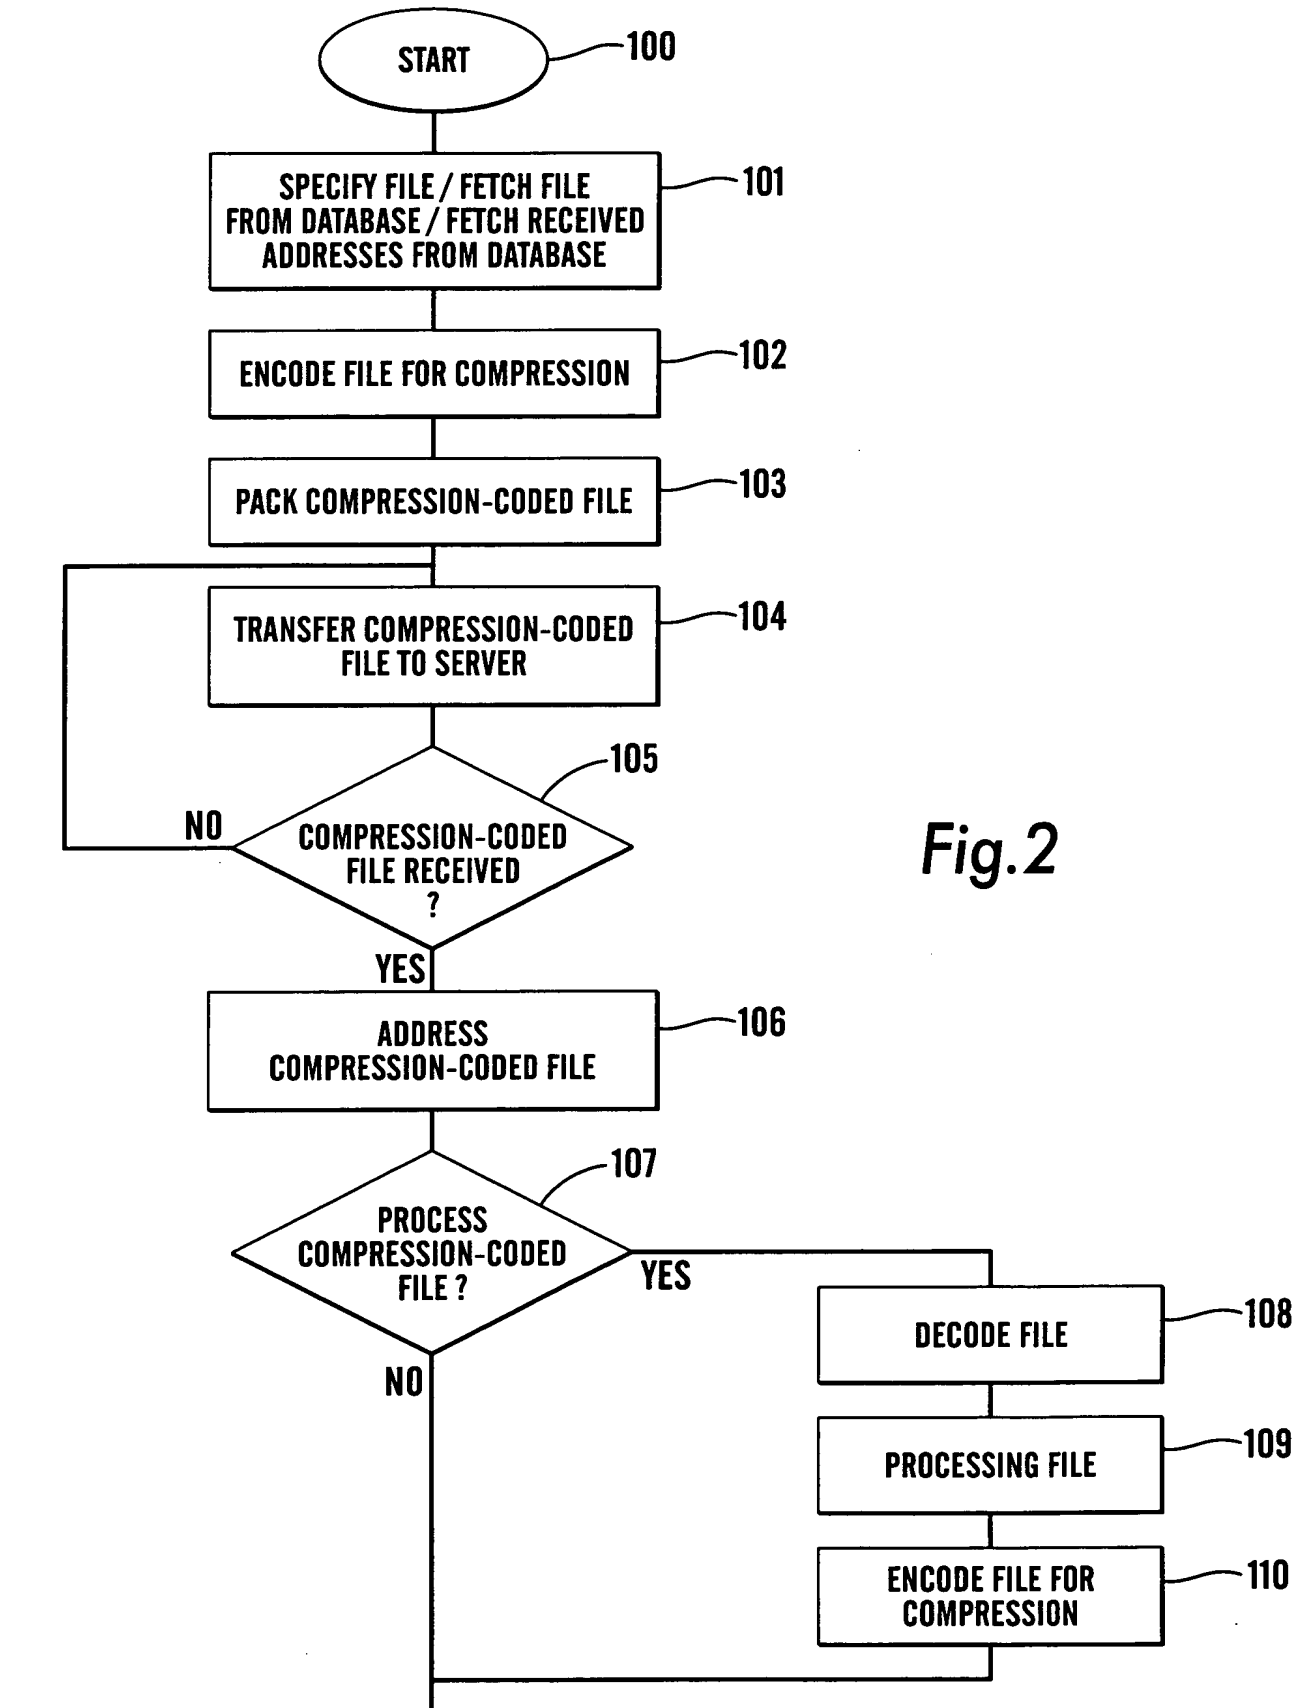 START
100
SPECIFY FILE / FETCH FILE
FROM DATABASE / FETCH RECEIVED
ADDRESSES FROM DATABASE
101
ENCODE FILE FOR COMPRESSION
102
PACK COMPRESSION-CODED FILE
103
TRANSFER COMPRESSION-CODED
FILE TO SERVER
104
105
NO
COMPRESSION-CODED
FILE RECEIVED
?
Fig.2
YES
ADDRESS
COMPRESSION-CODED FILE
106
107
PROCESS
COMPRESSION-CODED
FILE ?
YES
NO
DECODE FILE
108
PROCESSING FILE
109
ENCODE FILE FOR
COMPRESSION
110